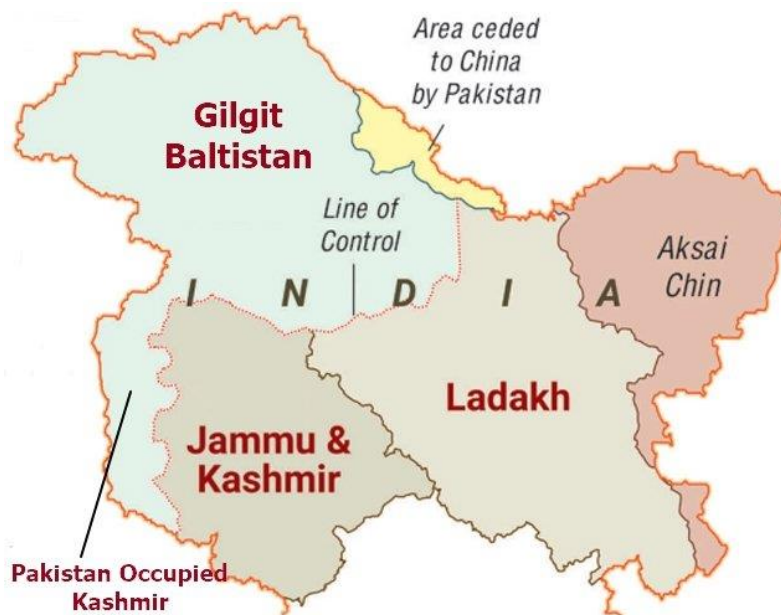 Area ceded
to China
by Pakistan
Gilgit
Baltistan
Line of
Control
Aksai
Chin
I N D I A
Ladakh
Jammu &
Kashmir
Pakistan Occupied
Kashmir